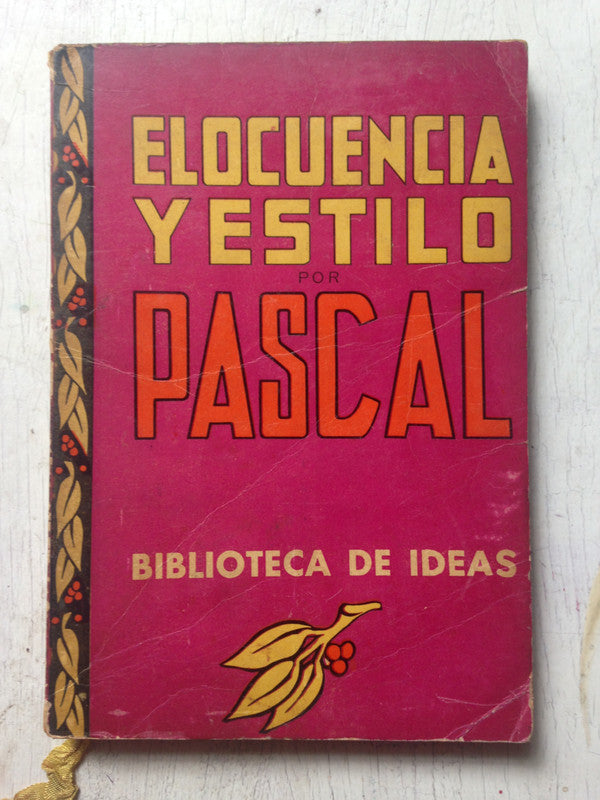 ELOCUENCIA
Y ESTILO
POR
PASCAL
BIBLIOTECA DE IDEAS